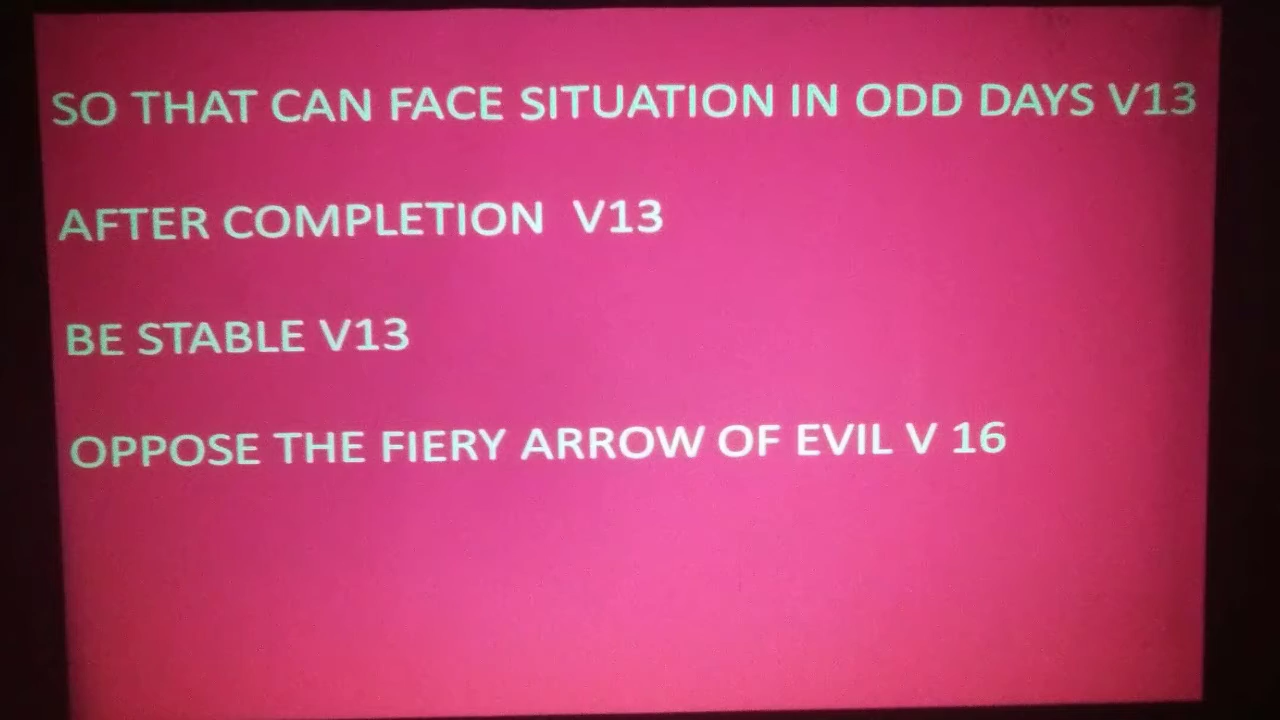 SO THAT CAN FACE SITUATION IN ODD DAYS V13
AFTER COMPLETION V13
BE STABLE V13
OPPOSE THE FIERY ARROW OF EVIL V 16